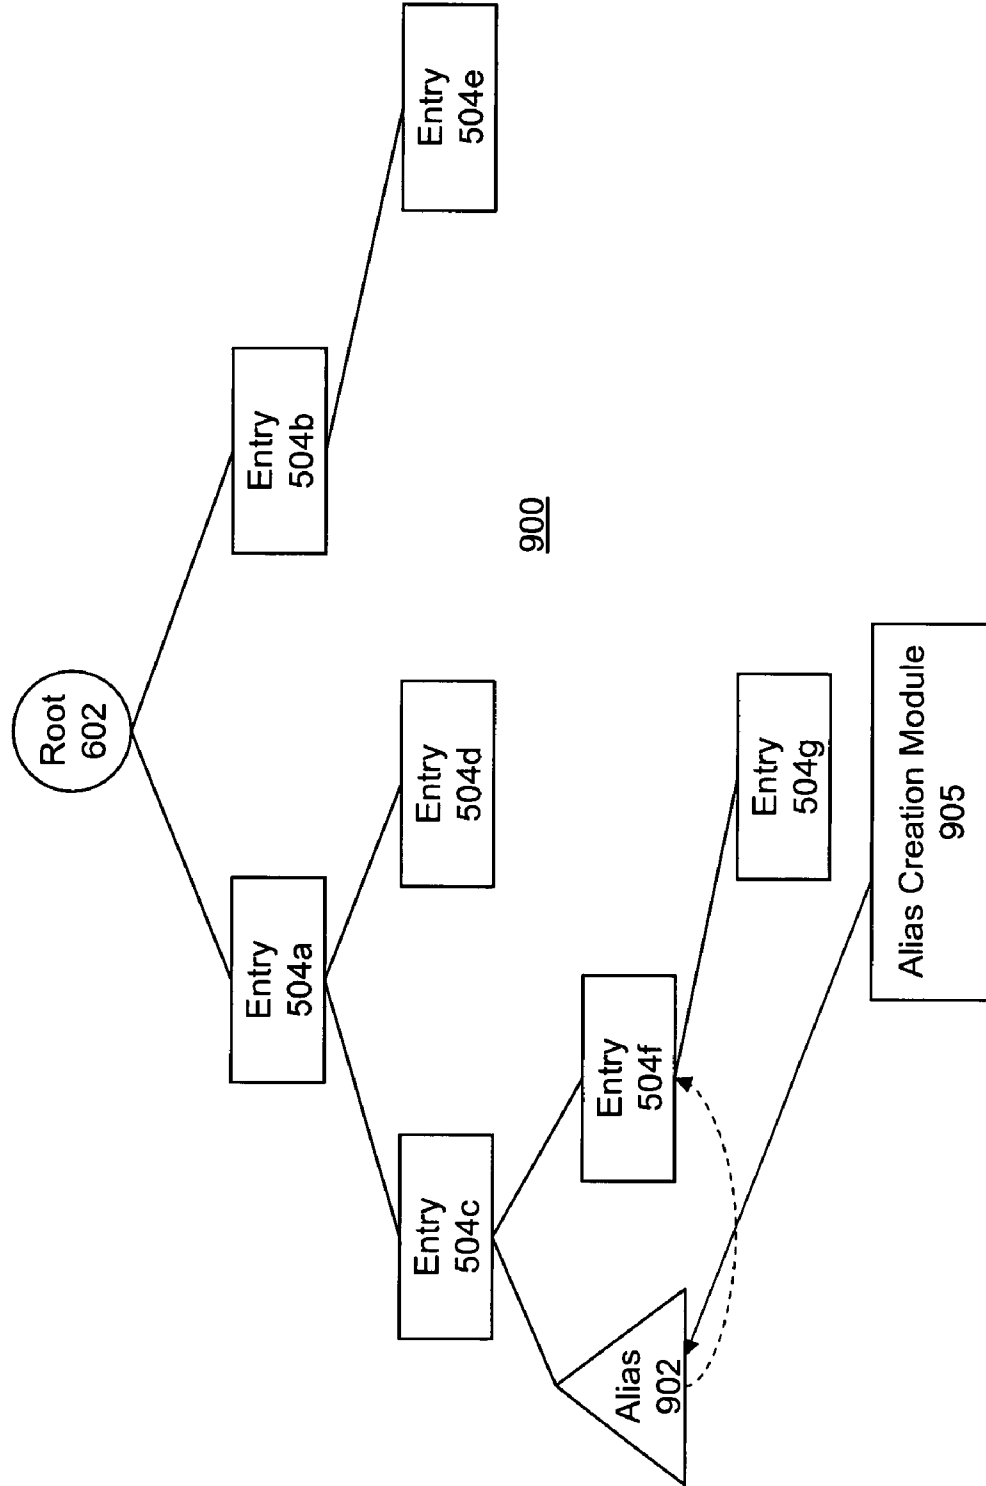 Root
602
Entry
504a
Entry
504b
Entry
504c
Entry
504d
Entry
504e
Alias
902
Entry
504f
Entry
504g
900
Alias Creation Module
905